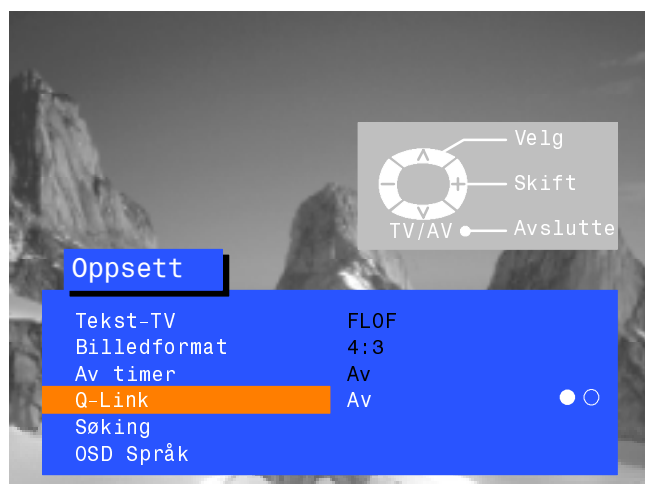 Velg
Skift
TV/AV Avslutte
Oppsett
Tekst-TV FLOF
Billedformat 4:3
Av timer Av
Q-Link Av
Søking
OSD Språk